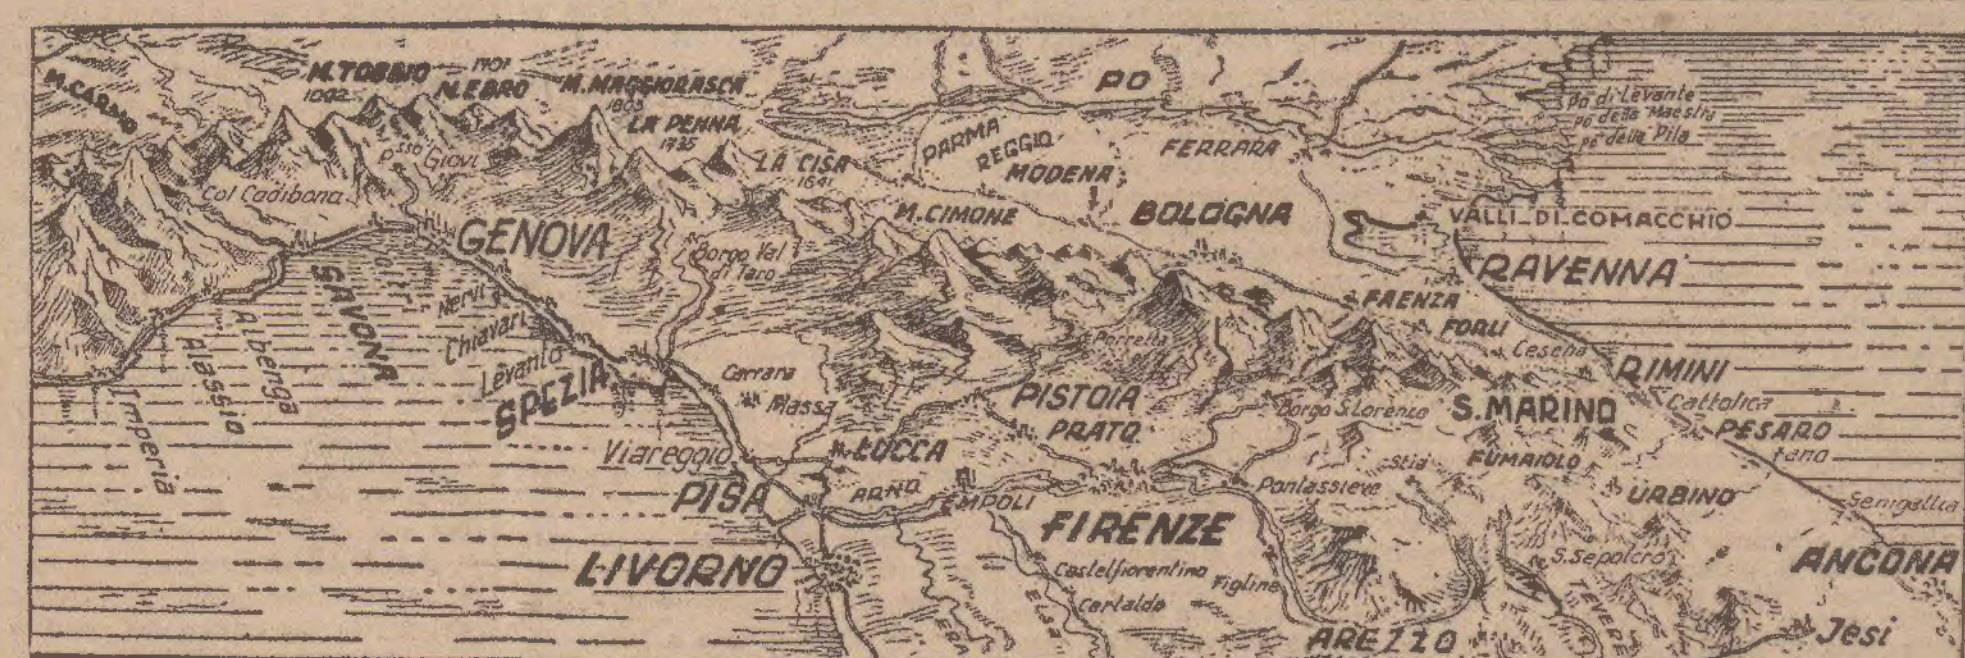 M. CARMO
M. TOBBIO
1092
1701
M. EBRO
M. MAGGIORASCA
1803
LA PENNA
1735
LA CISA
1041
PO
PARMA
REGGIO
MODENA
FERRARA
Po di Levante
Po della Maestra
Po della Pila
Col Cadibona
P.sso Giovi
GENOVA
Borgo Val
di Taro
M. CIMONE
BOLOGNA
VALLI DI COMACCHIO
RAVENNA
FAENZA
FORLI
Cesena
RIMINI
Cattolica
PESARO
Fano
Senigallia
ANCONA
Jesi
Imperia
Alassio
Albenga
SAVONA
Voltri
Nervi
Chiavari
Levanto
SPEZIA
Carrara
Massa
Viareggio
LUCCA
PISA
ARNO
EMPOLI
LIVORNO
Porretta
PISTOIA
PRATO
Borgo S. Lorenzo
S. MARINO
FUMAIOLO
Stia
Pontassieve
URBINO
FIRENZE
Castelfiorentino
Certaldo
Figline
S. Sepolcro
TEVERE
ERA
ELSA
AREZZO